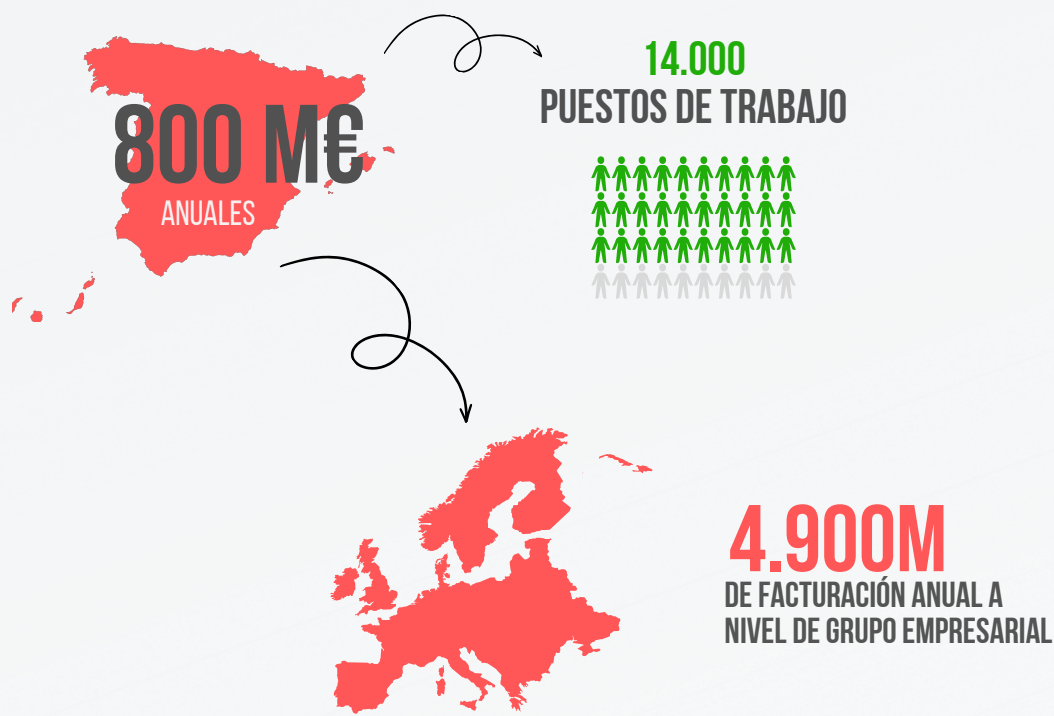 800 M€
ANUALES
14.000
PUESTOS DE TRABAJO
4.900M
DE FACTURACIÓN ANUAL A
NIVEL DE GRUPO EMPRESARIAL